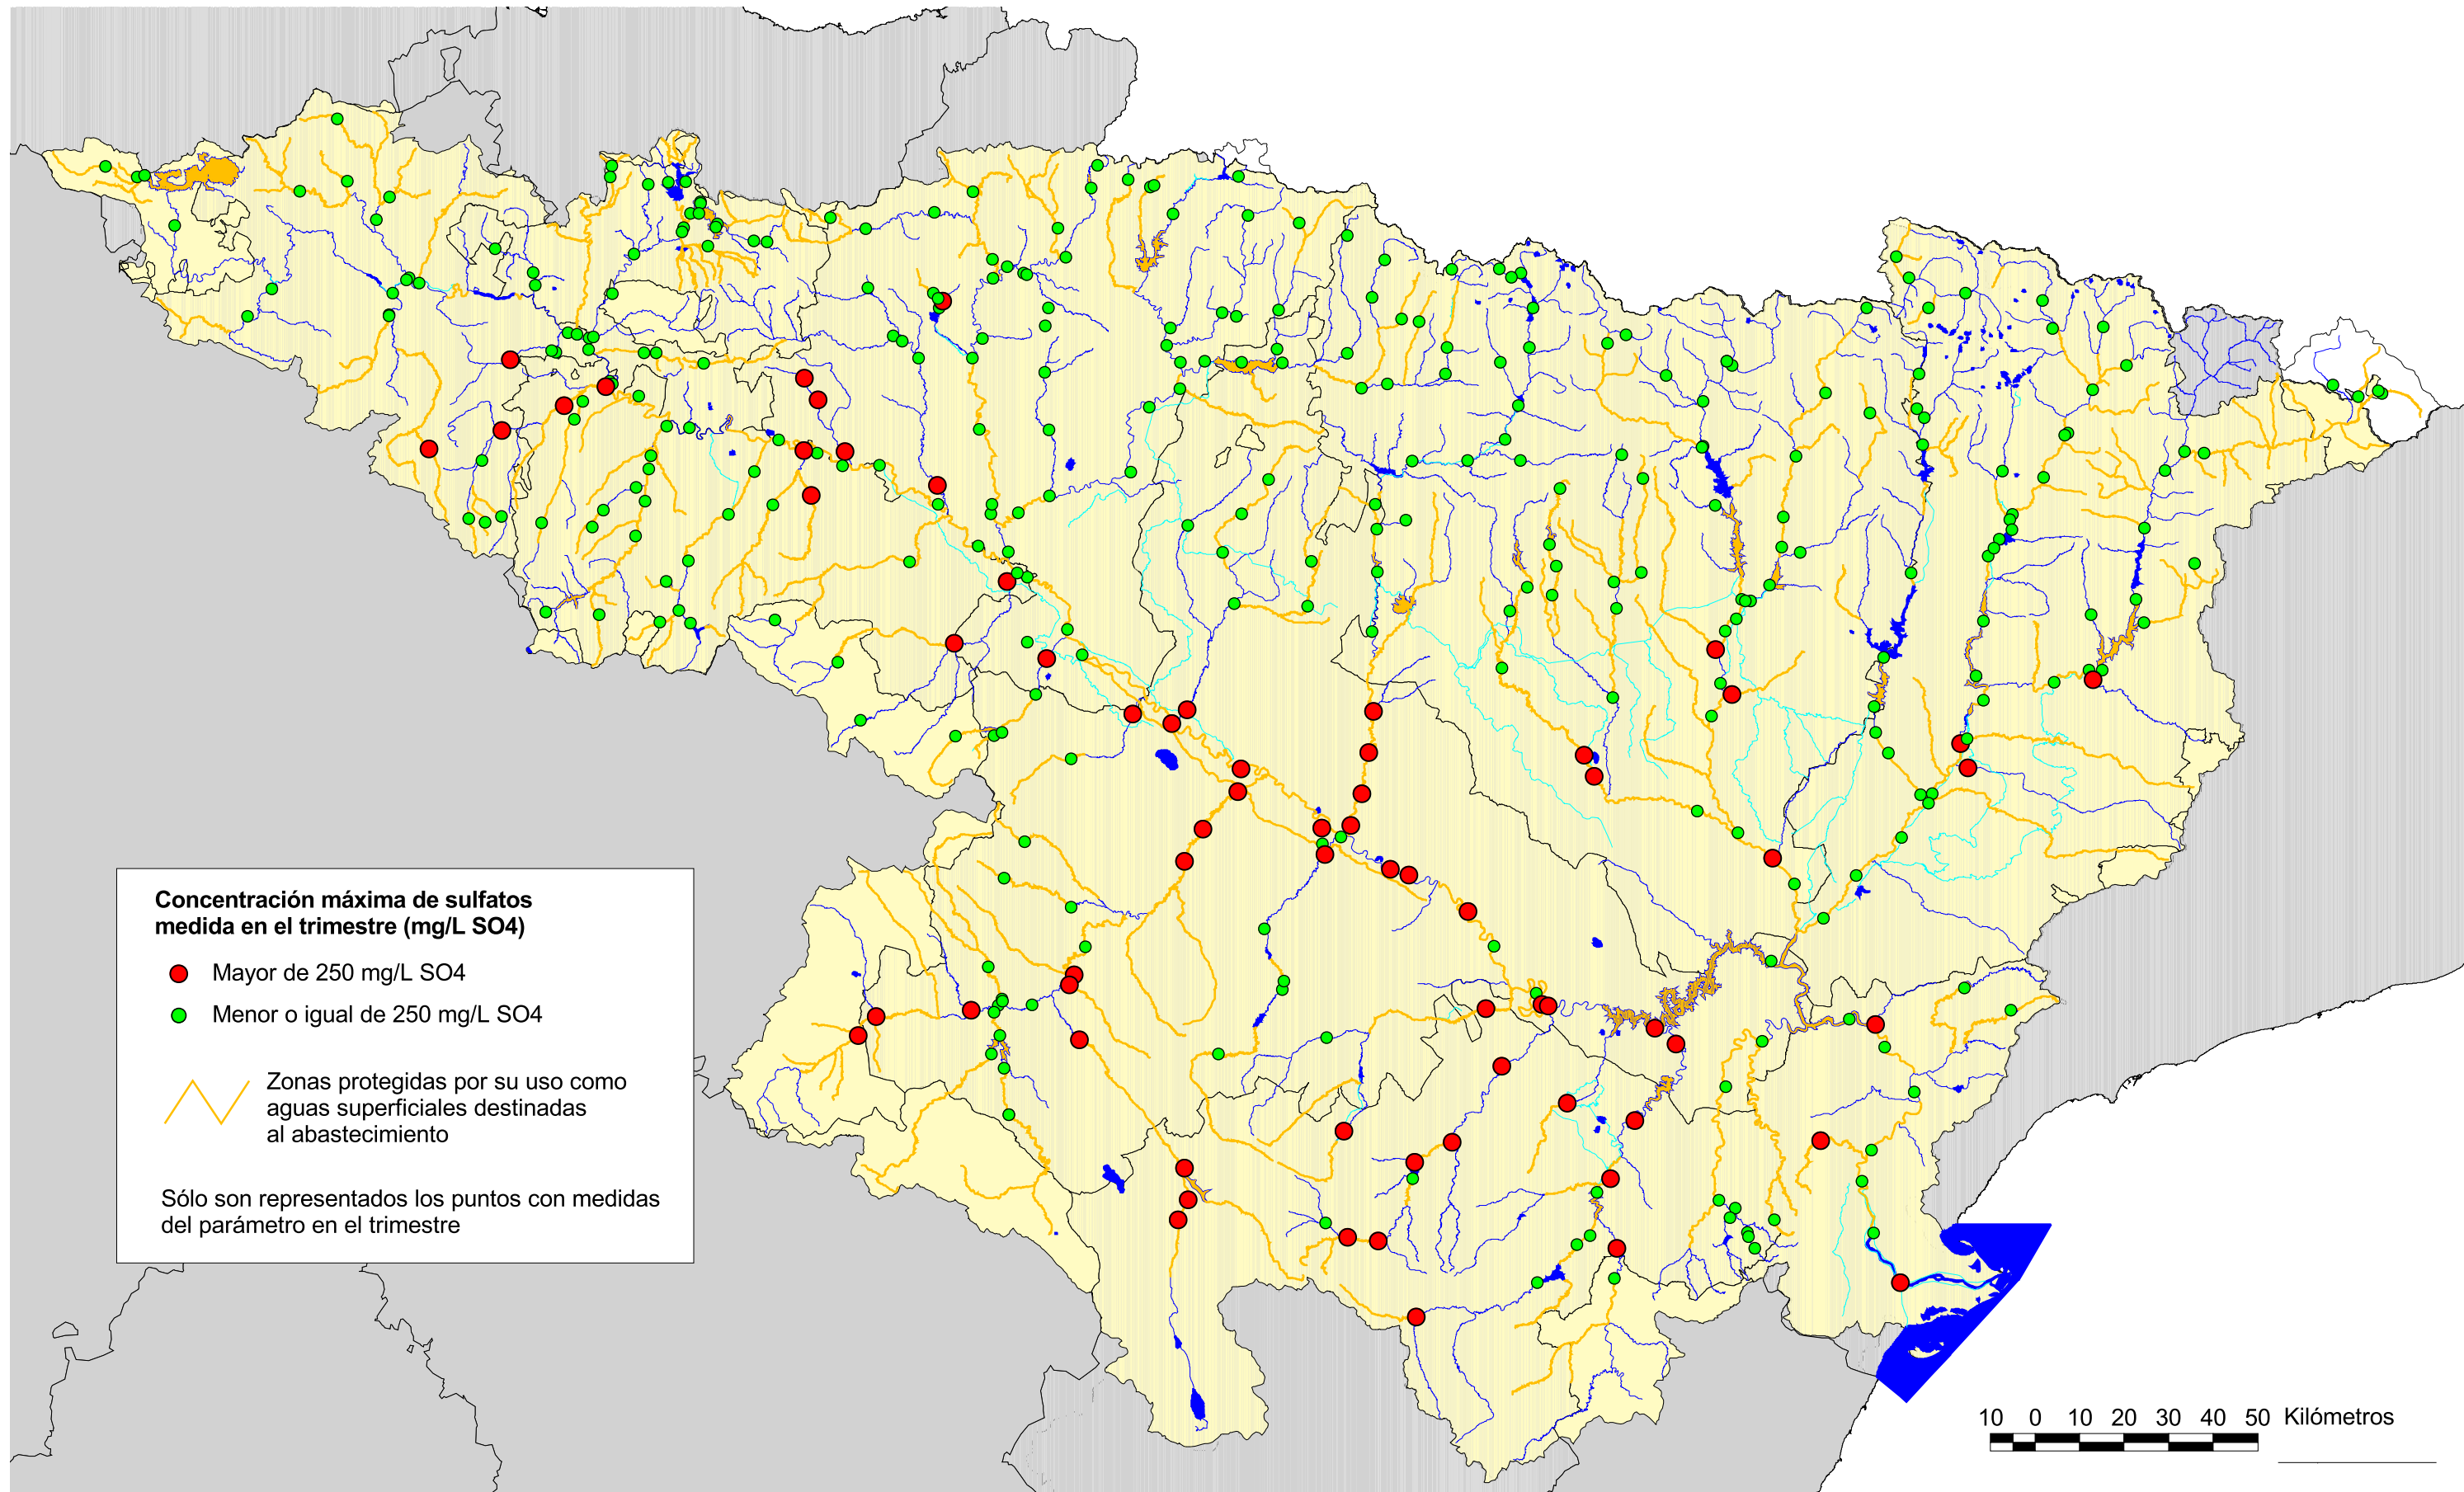 Concentración máxima de sulfatos
medida en el trimestre (mg/L SO4)
Mayor de 250 mg/L SO4
Menor o igual de 250 mg/L SO4
Zonas protegidas por su uso como
aguas superficiales destinadas
al abastecimiento
Sólo son representados los puntos con medidas
del parámetro en el trimestre
10 0 10 20 30 40 50 Kilómetros